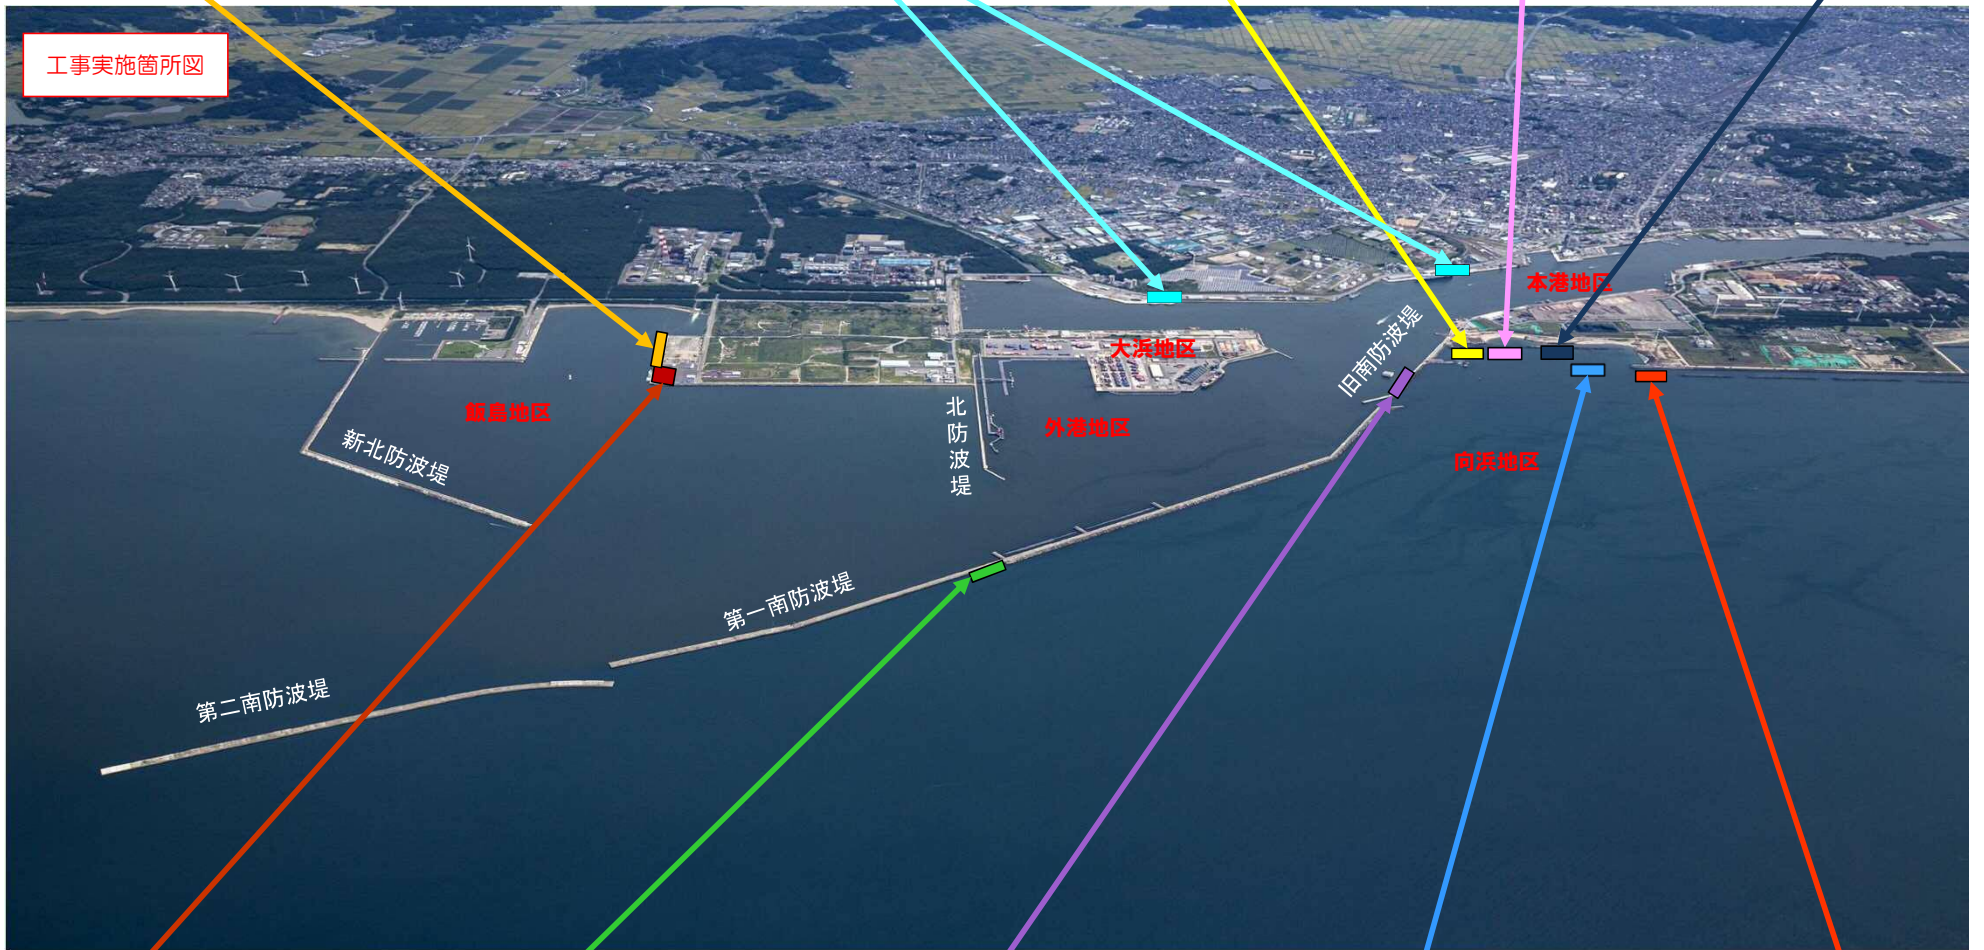 工事実施箇所図
本港地区
旧南防波堤
大浜地区
飯島地区
北防波堤
外港地区
新北防波堤
向浜地区
第一南防波堤
第二南防波堤